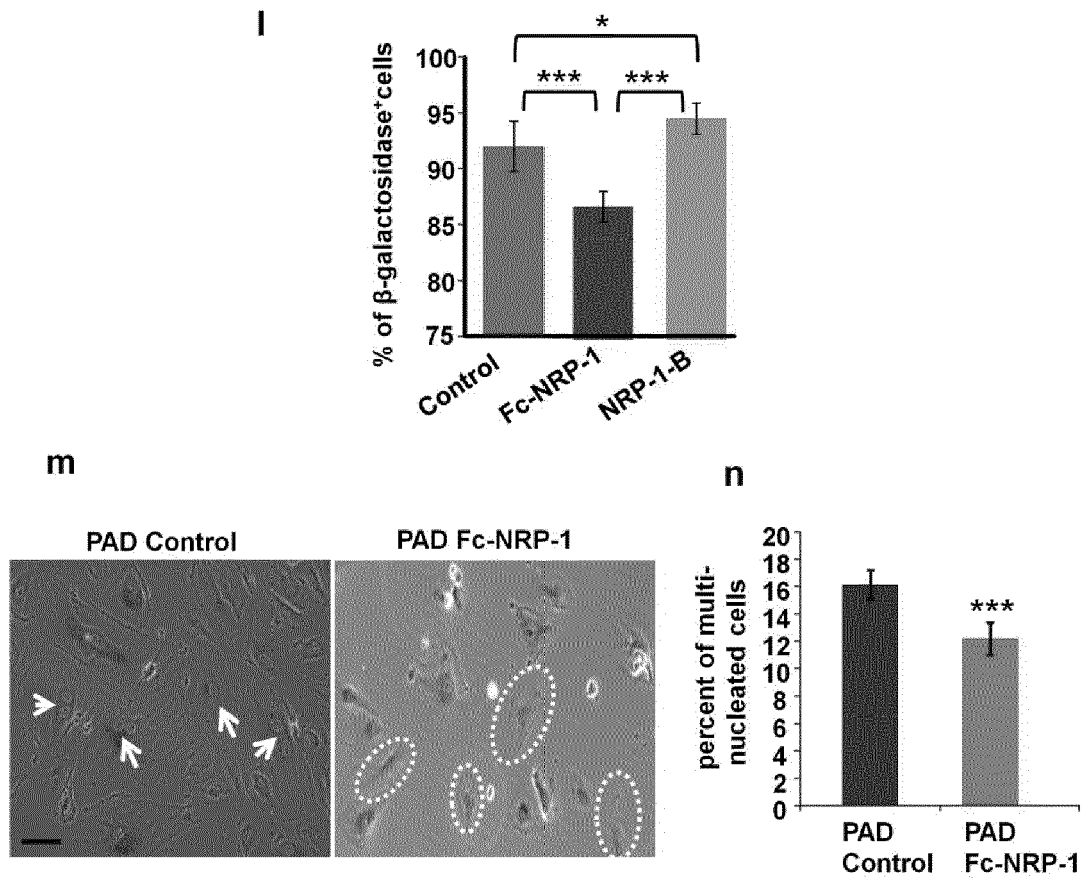 l
% of β-galactosidase⁺cells
100
95
90
85
80
75
*
***
***
Control
Fc-NRP-1
NRP-1-B
m
PAD Control
PAD Fc-NRP-1
n
percent of multi-
nucleated cells
20
18
16
14
12
10
8
6
4
2
0
***
PAD
Control
PAD
Fc-NRP-1